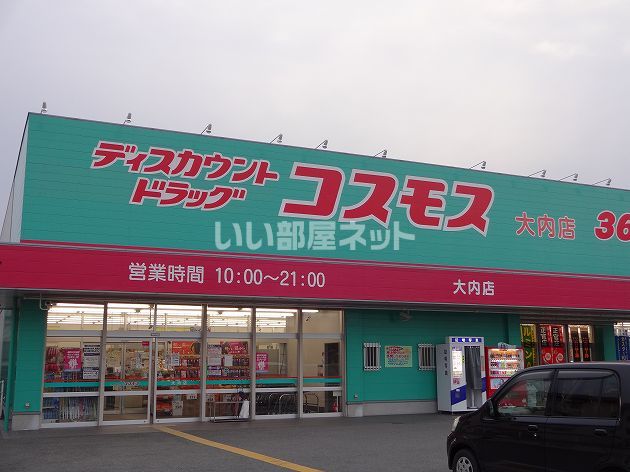 ディスカウント
ドラッグ
コスモス
大内店
36
いい部屋ネット
営業時間 10:00～21:00
大内店